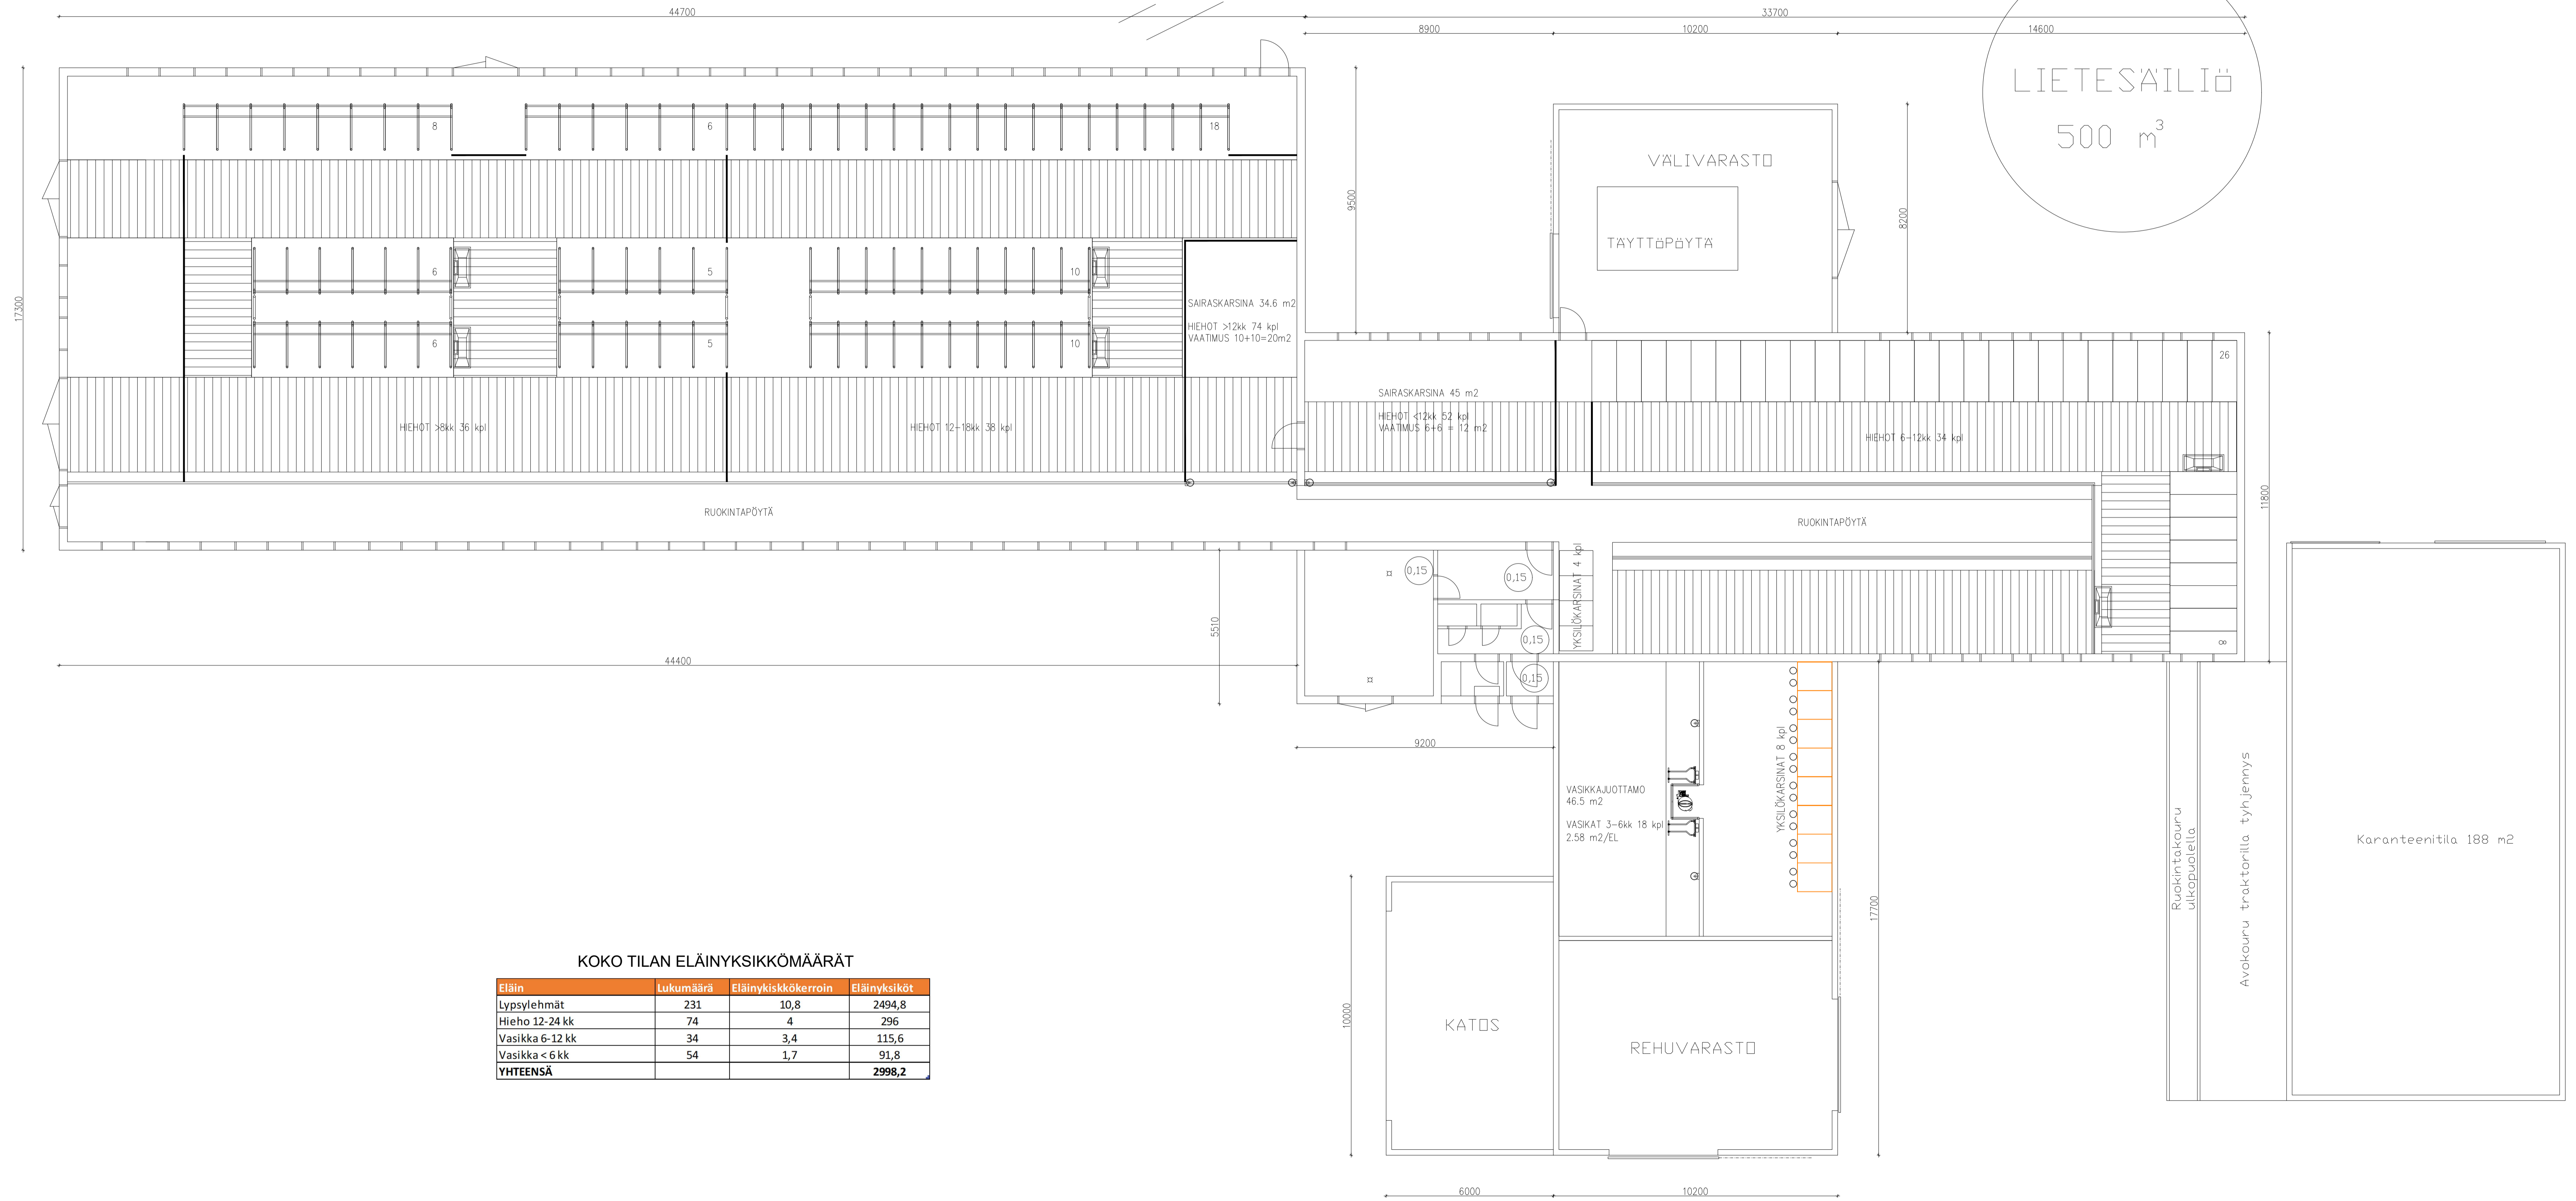 44700
33700
8900
10200
14600
LIETESÄILIÖ
500 m³
8
6
18
VÄLIVARASTO
TÄYTTÖPÖYTÄ
9500
8200
17300
6
5
10
SAIRASKARSINA 34.6 m2
HIEHOT >12kk 74 kpl
VAATIMUS 10+10=20m2
6
5
10
26
SAIRASKARSINA 45 m2
HIEHOT <12kk 52 kpl
VAATIMUS 6+6 = 12 m2
HIEHOT >8kk 36 kpl
HIEHOT 12-18kk 38 kpl
HIEHOT 6-12kk 34 kpl
11800
RUOKINTAPÖYTÄ
RUOKINTAPÖYTÄ
YKSILÖKARSINAT 4 kpl
0,15
0,15
0,15
0,15
5510
8
44400
9200
YKSILÖKARSINAT 8 kpl
VASIKKAJUOTTAMO
46.5 m2
VASIKAT 3-6kk 18 kpl
2.58 m2/EL
17700
Ruokintakouru
ulkopuolella
Avokouru traktorilla tyhjennys
Karanteenitila 188 m2
KOKO TILAN ELÄINYKSIKKÖMÄÄRÄT
Eläin Lukumäärä Eläinykiskkökerroin Eläinyksiköt
Lypsylehmät 231 10,8 2494,8
Hieho 12-24 kk 74 4 296
Vasikka 6-12 kk 34 3,4 115,6
Vasikka < 6 kk 54 1,7 91,8
YHTEENSÄ 2998,2
10000
KATOS
REHUVARASTO
6000
10200